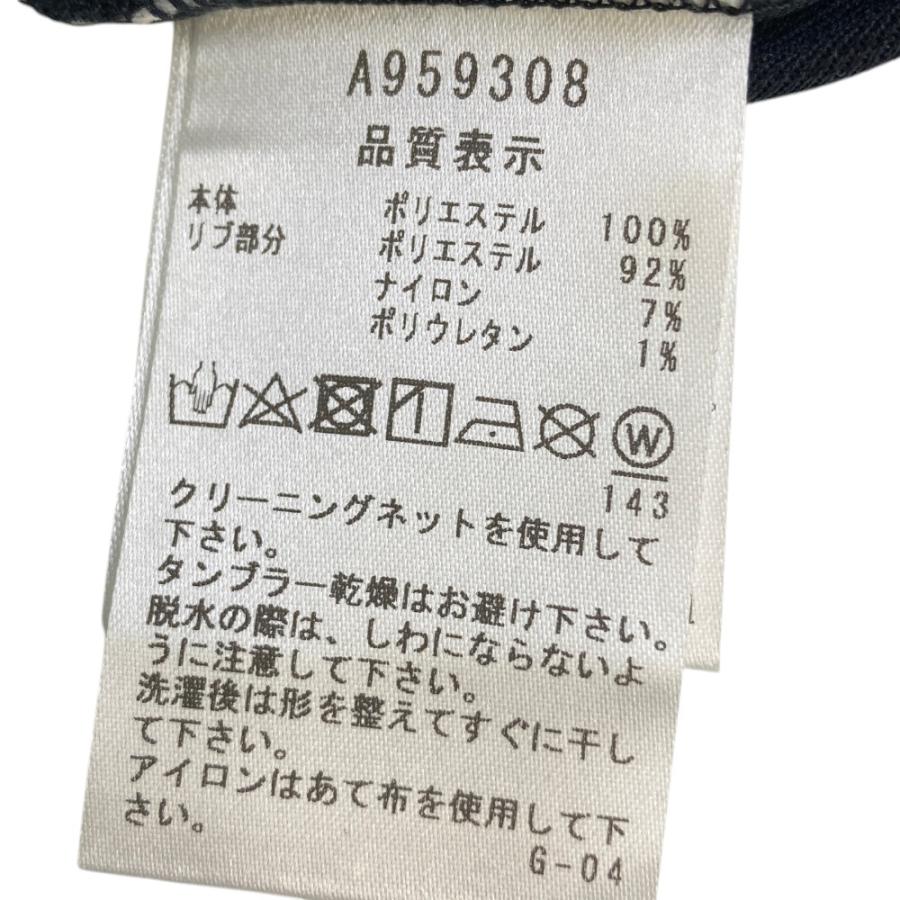 A959308
品質表示
本体 ポリエステル 100%
リブ部分 ポリエステル 92%
ナイロン 7%
ポリウレタン 1%
W
143
クリーニングネットを使用して
下さい。
タンブラー乾燥はお避け下さい。
脱水の際は、しわにならないよ
うに注意して下さい。
洗濯後は形を整えてすぐに干し
て下さい。
アイロンはあて布を使用して下
さい。
G-04